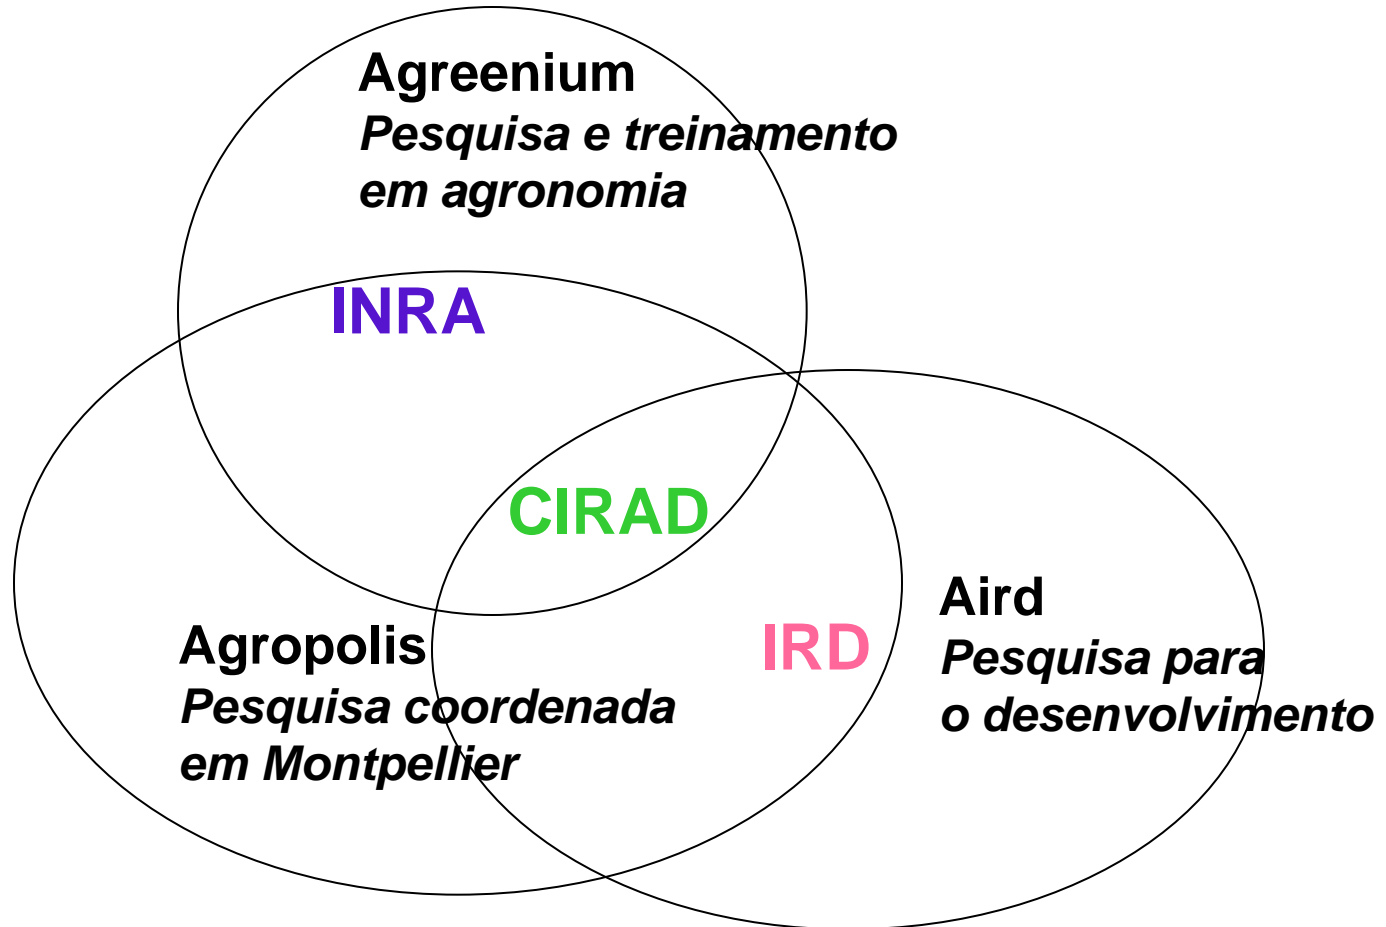 Agreenium
Pesquisa e treinamento
em agronomia
INRA
CIRAD
Agropolis
Pesquisa coordenada
em Montpellier
IRD
Aird
Pesquisa para
o desenvolvimento